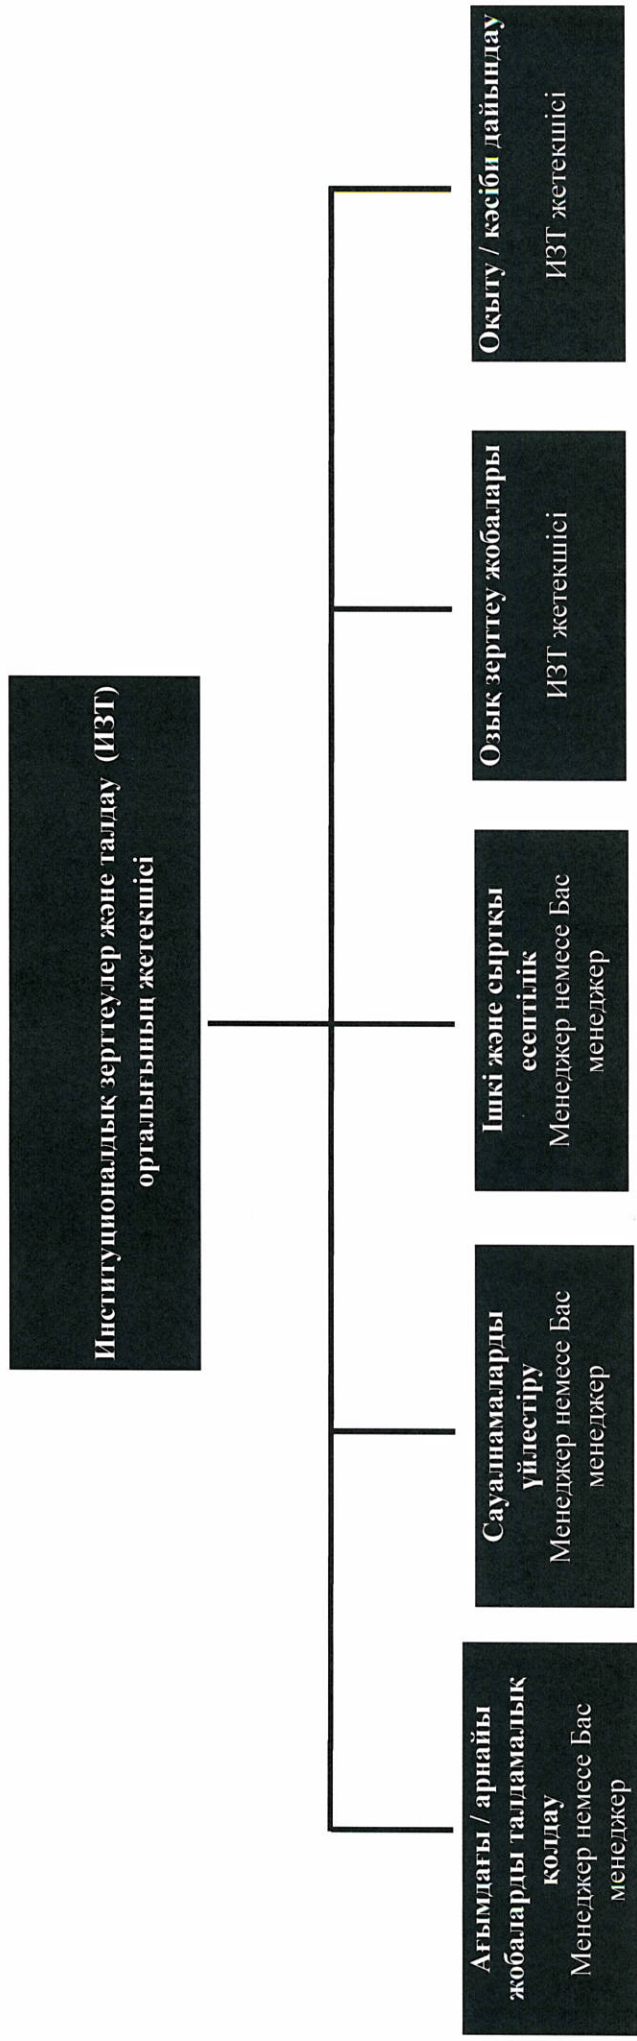 Институционалдық зерттеулер және талдау (ИЗТ)
орталығының жетекшісі
Ағымдағы / арнайы
жобаларды талдамалық
қолдау
Менеджер немесе Бас
менеджер
Сауалнамаларды
үйлестіру
Менеджер немесе Бас
менеджер
Ішкі және сыртқы
есептілік
Менеджер немесе Бас
менеджер
Озық зерттеу жобалары
ИЗТ жетекшісі
Оқыту / кәсіби дайындау
ИЗТ жетекшісі